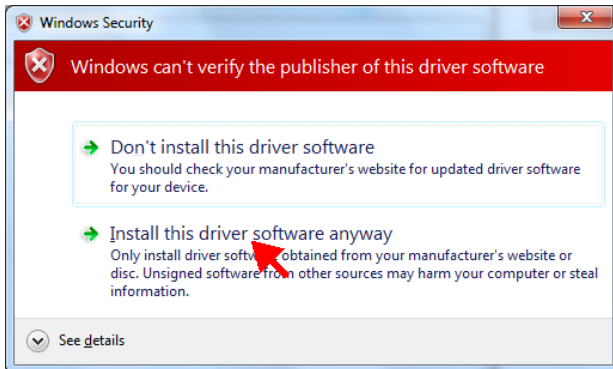 Windows Security
Windows can't verify the publisher of this driver software
Don't install this driver software
You should check your manufacturer's website for updated driver software
for your device.
Install this driver software anyway
Only install driver software obtained from your manufacturer's website or
disc. Unsigned software from other sources may harm your computer or steal
information.
See details